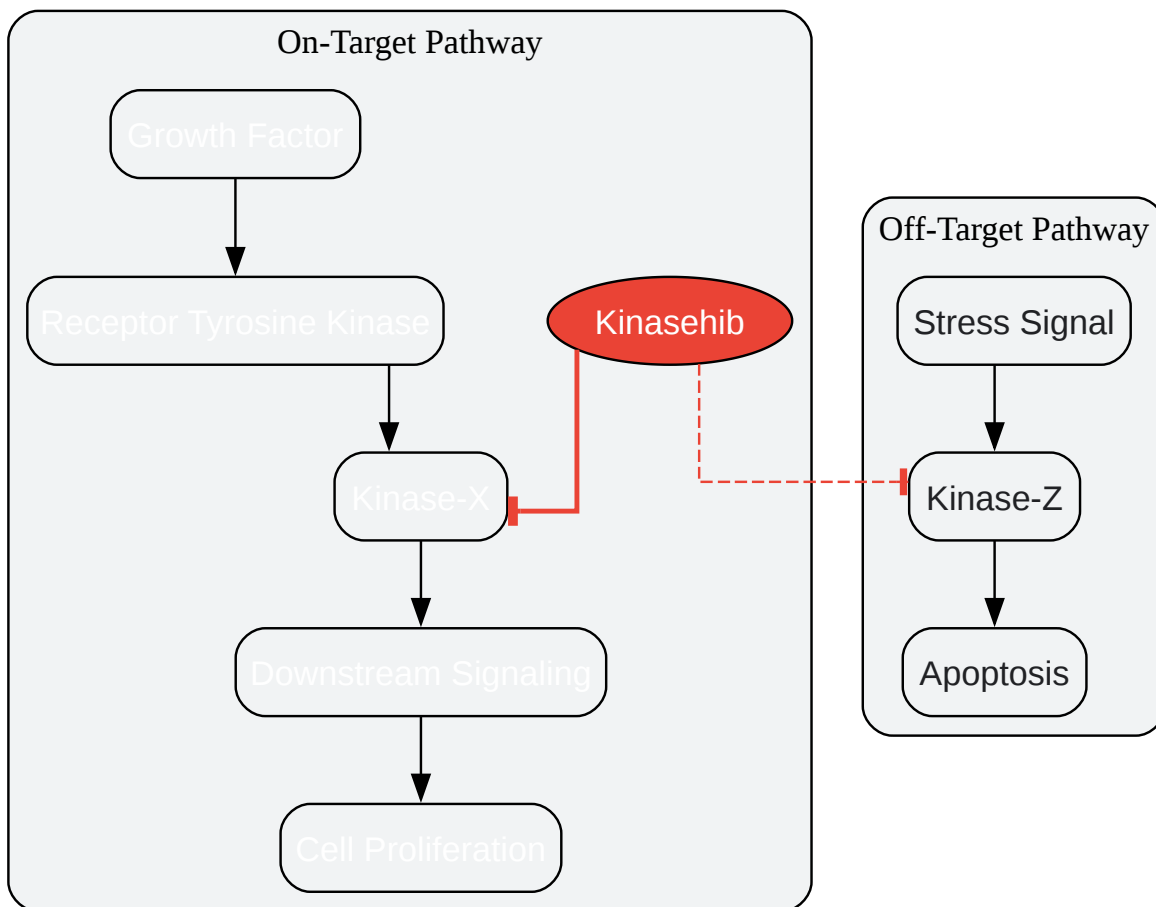 On-Target Pathway
Growth Factor
Receptor Tyrosine Kinase
Kinasehib
Kinase-X
Downstream Signaling
Cell Proliferation
Off-Target Pathway
Stress Signal
Kinase-Z
Apoptosis